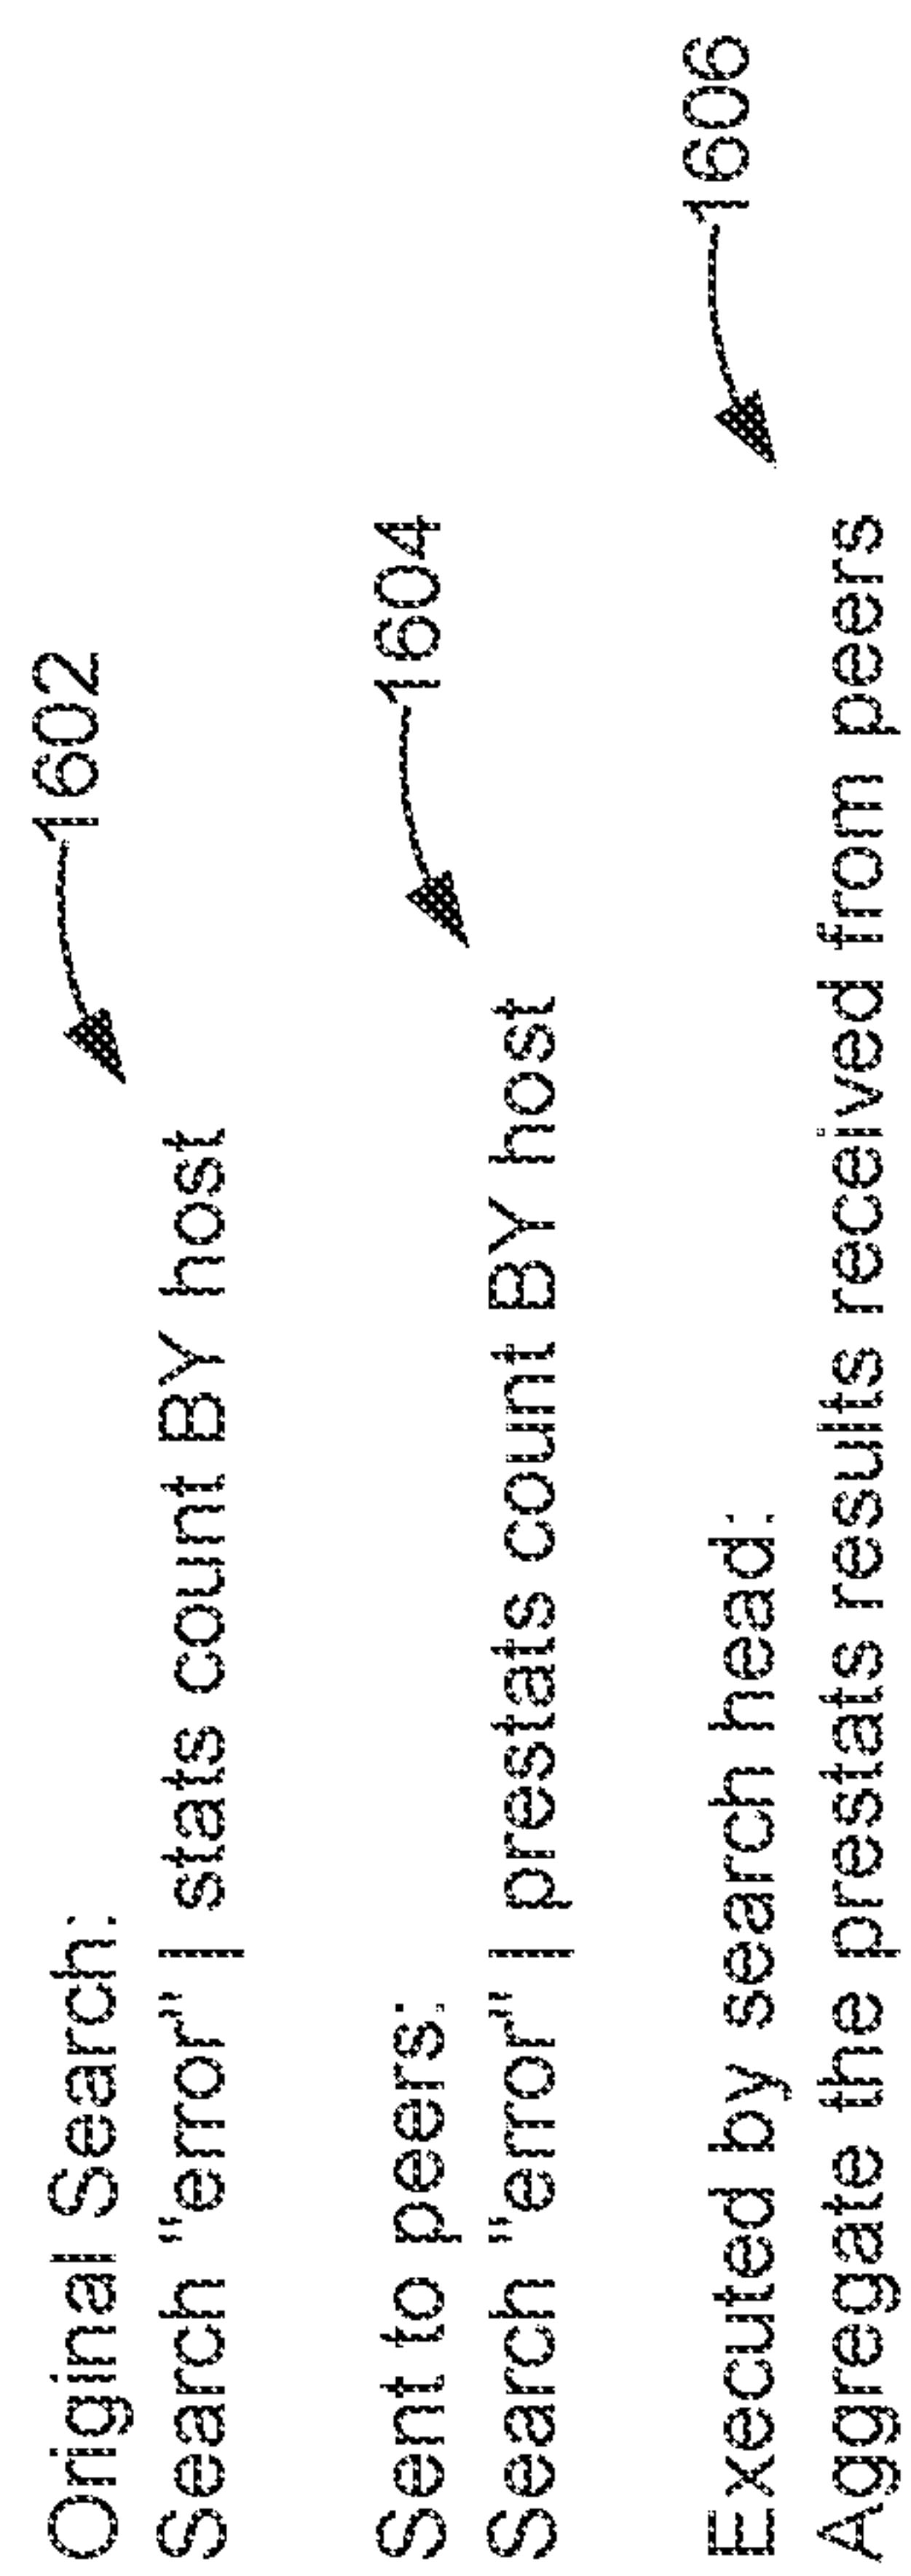 Original Search:
1602
Search "error" | stats count BY host
Sent to peers:
1604
Search "error" | prestats count BY host
Executed by search head:
1606
Aggregate the prestats results received from peers